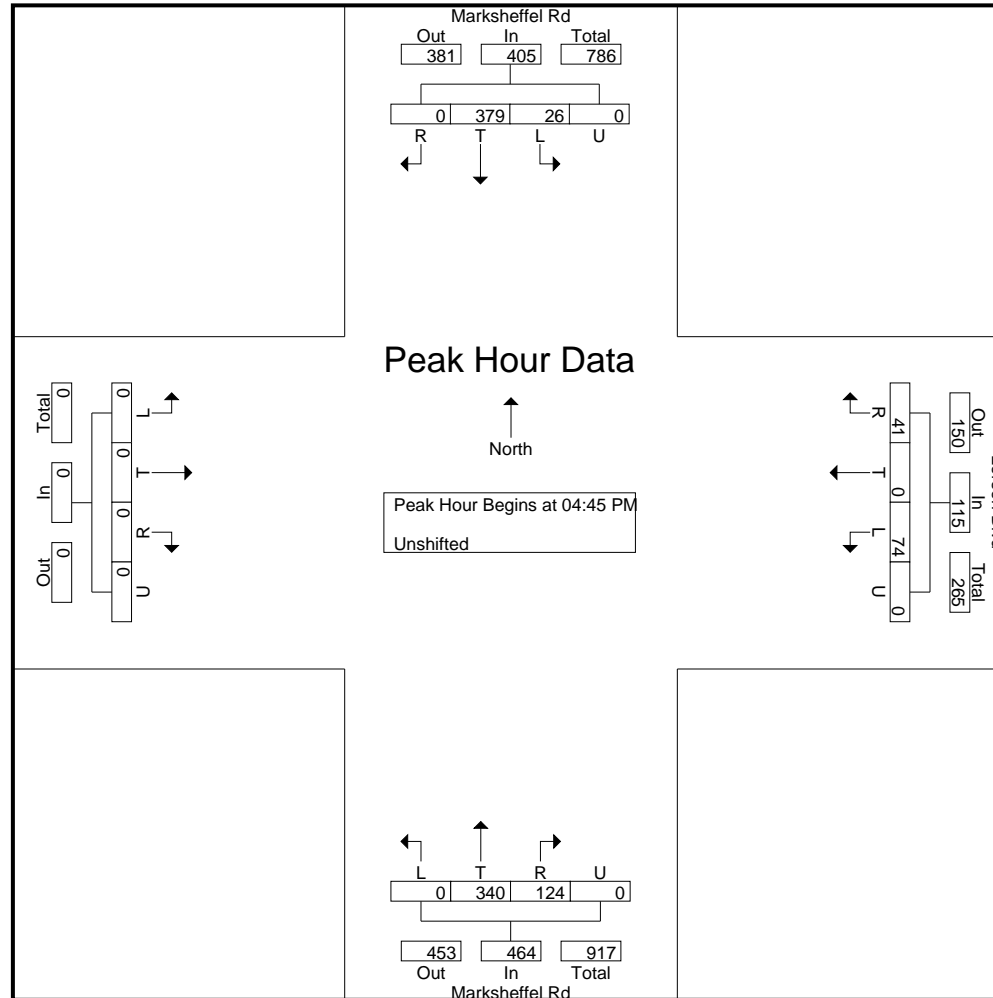 Marksheffel Rd
Out In Total
381 405 786
0 379 26 0
R T L U
Peak Hour Data
North
Peak Hour Begins at 04:45 PM
Unshifted
Total 0
In 0
Out 0
0 0 0 0
L T R U
R T L U
41 0 74 0
Out 150
In 115
Total 265
L T R U
0 340 124 0
453 464 917
Out In Total
Marksheffel Rd